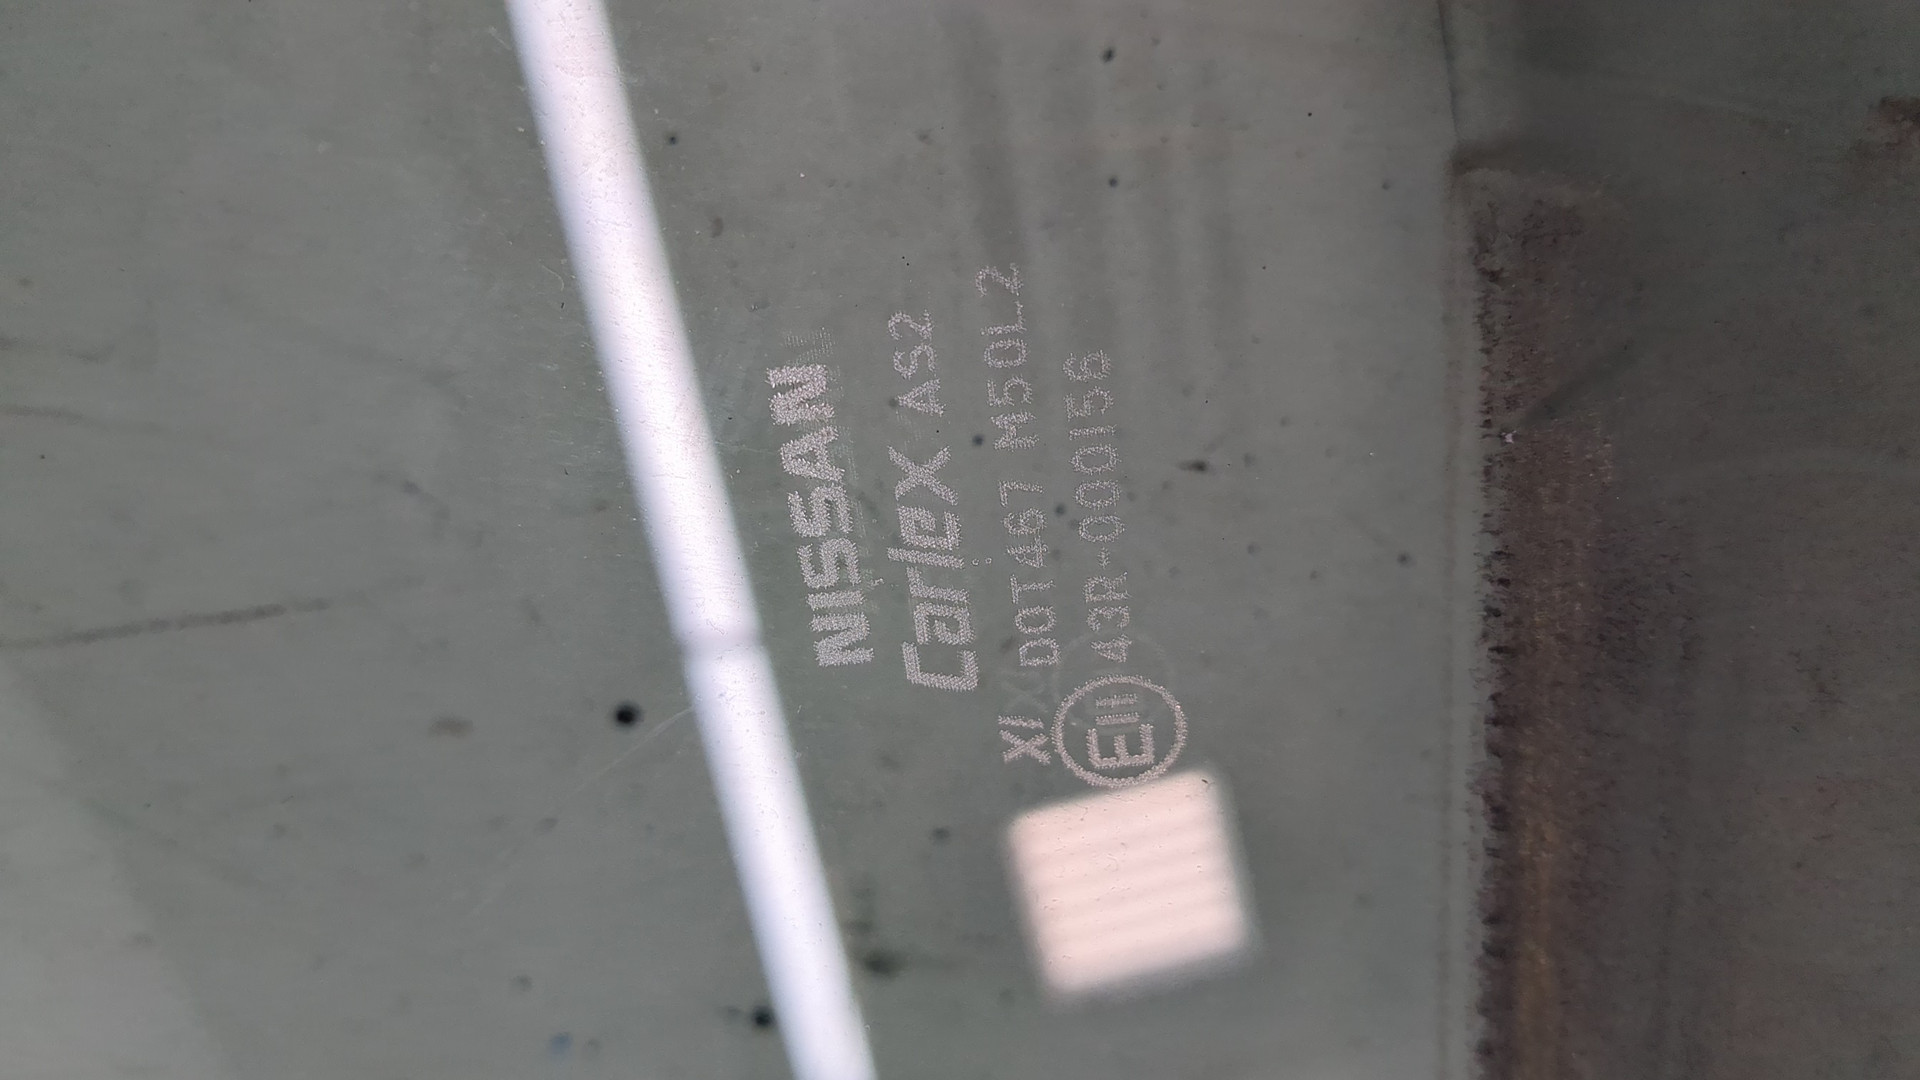 NISSAN
Carlex AS2
XI DOT467 M50L2
E11 43R-000156